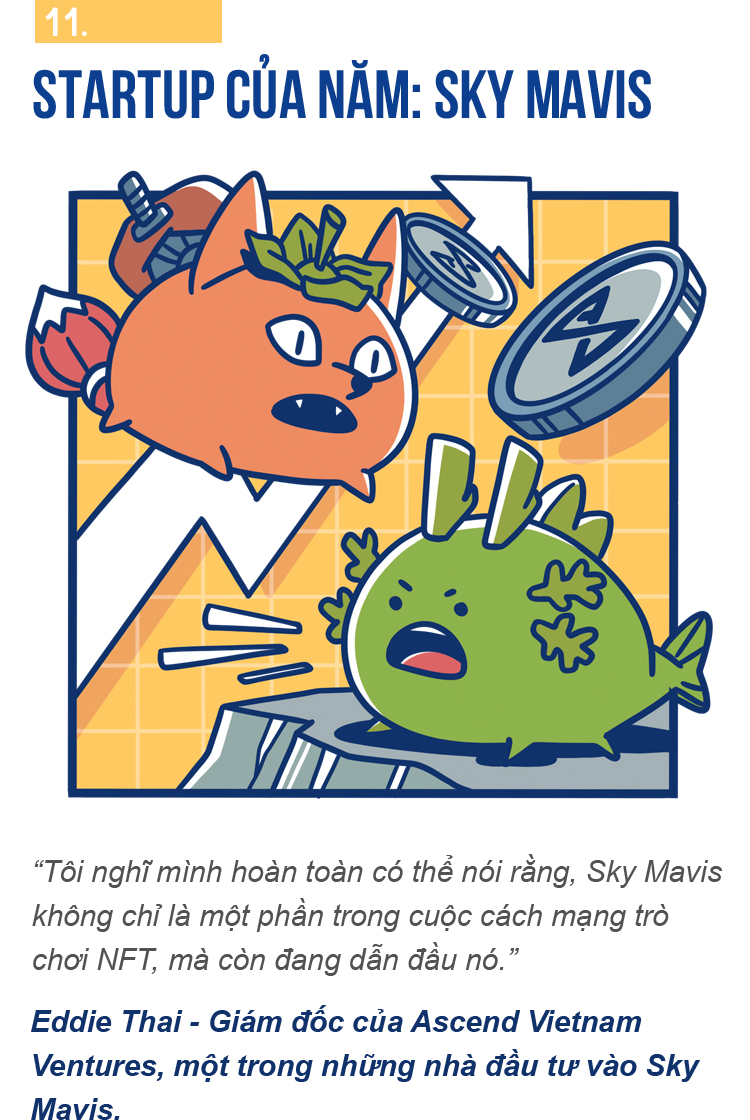 11.
STARTUP CỦA NĂM: SKY MAVIS
“Tôi nghĩ mình hoàn toàn có thể nói rằng, Sky Mavis
không chỉ là một phần trong cuộc cách mạng trò
chơi NFT, mà còn đang dẫn đầu nó.”
Eddie Thai - Giám đốc của Ascend Vietnam
Ventures, một trong những nhà đầu tư vào Sky
Mavis.